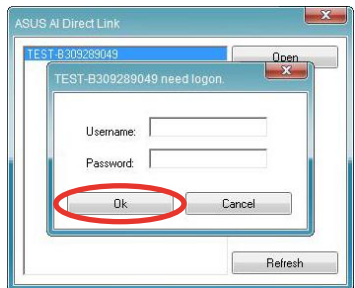 ASUS AI Direct Link
TEST-B309289049
Open
TEST-B309289049 need logon.
Username:
Password:
Ok
Cancel
Refresh